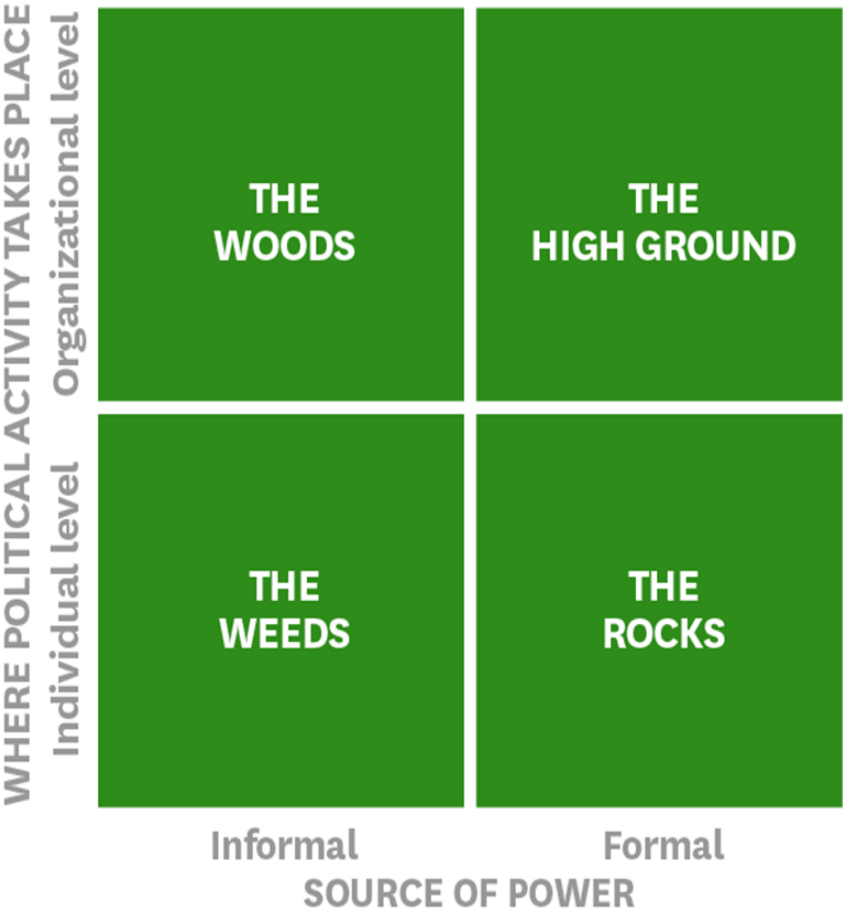 WHERE POLITICAL ACTIVITY TAKES PLACE
Organizational level
THE
WOODS
THE
HIGH GROUND
Individual level
THE
WEEDS
THE
ROCKS
Informal
Formal
SOURCE OF POWER